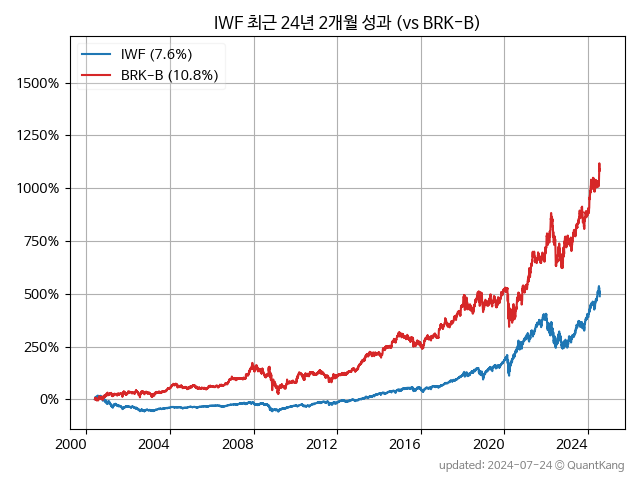 IWF 최근 24년 2개월 성과 (vs BRK-B)
IWF (7.6%)
BRK-B (10.8%)
1500%
1250%
1000%
750%
500%
250%
0%
2000 2004 2008 2012 2016 2020 2024
updated: 2024-07-24 © QuantKang